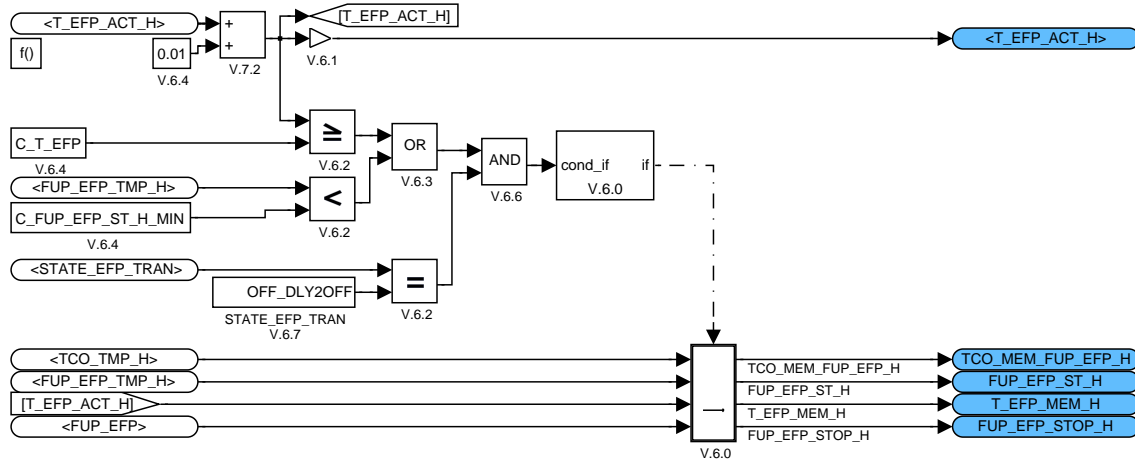 <T_EFP_ACT_H>
f()
0.01
V.6.4
+
+
V.7.2
[T_EFP_ACT_H]
V.6.1
<T_EFP_ACT_H>
C_T_EFP
V.6.4
≥
V.6.2
<FUP_EFP_TMP_H>
C_FUP_EFP_ST_H_MIN
V.6.4
<
V.6.2
OR
V.6.3
AND
V.6.6
cond_if
if
V.6.0
<STATE_EFP_TRAN>
OFF_DLY2OFF
STATE_EFP_TRAN
V.6.7
=
V.6.2
<TCO_TMP_H>
<FUP_EFP_TMP_H>
[T_EFP_ACT_H]
<FUP_EFP>
V.6.0
TCO_MEM_FUP_EFP_H
FUP_EFP_ST_H
T_EFP_MEM_H
FUP_EFP_STOP_H
TCO_MEM_FUP_EFP_H
FUP_EFP_ST_H
T_EFP_MEM_H
FUP_EFP_STOP_H